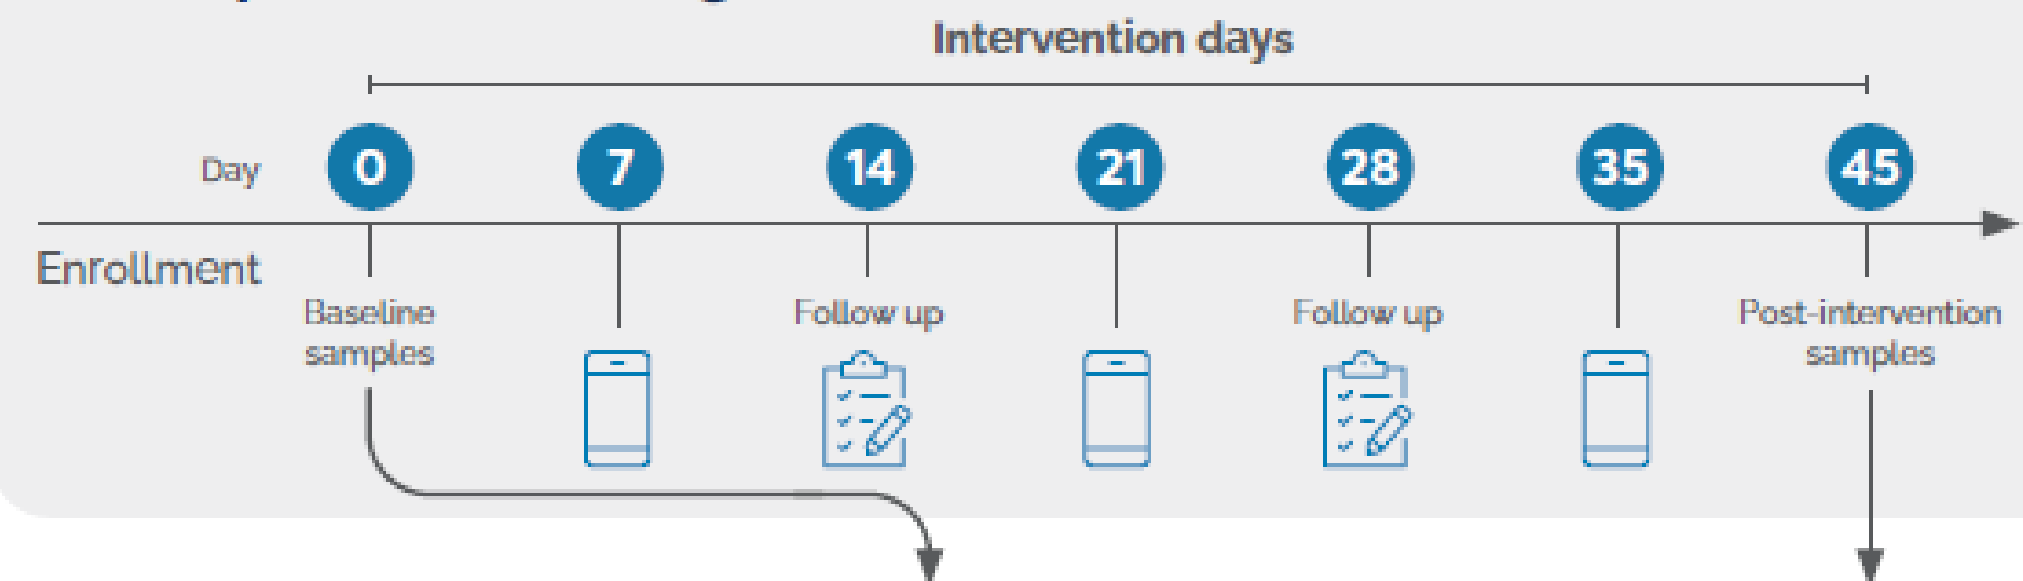 Intervention days
Day 0 7 14 21 28 35 45
Enrollment
Baseline
samples
Follow up
Follow up
Post-intervention
samples